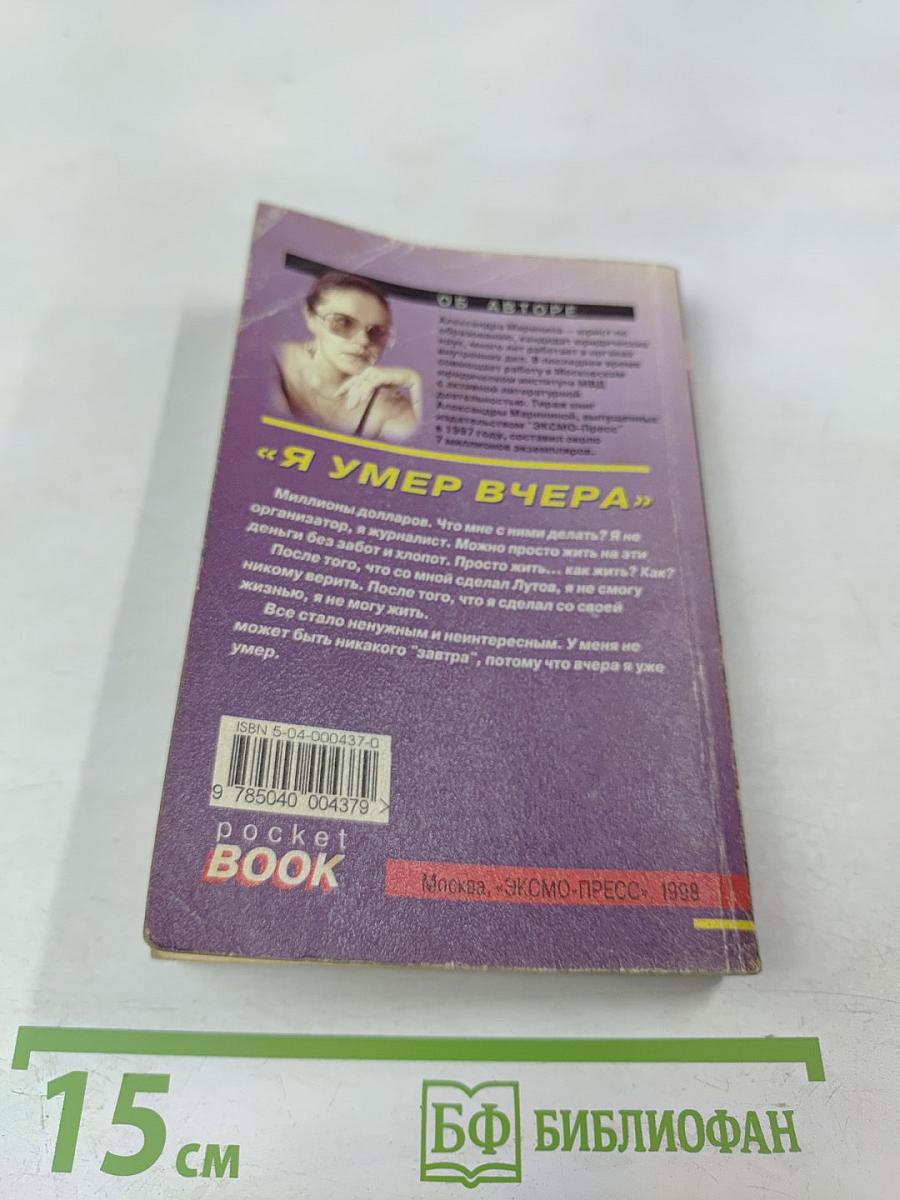 ОБ АВТОРЕ
Александра Маринина – юрист по
образованию, кандидат юридических
наук, много лет работает в органах
внутренних дел. В последнее время
совмещает работу в Московском
юридическом институте МВД
с активной литературной
деятельностью. Тираж книг
Александры Марининой, выпущенных
издательством "ЭКСМО-Пресс"
в 1997 году, составил около
7 миллионов экземпляров.
«Я УМЕР ВЧЕРА»
Миллионы долларов. Что мне с ними делать? Я не
организатор, я журналист. Можно просто жить на эти
деньги без забот и хлопот. Просто жить... как жить? Как?
После того, что со мной сделал Лутов, я не смогу
никому верить. После того, что я сделал со своей
жизнью, я не могу жить.
Все стало ненужным и неинтересным. У меня не
может быть никакого "завтра", потому что вчера я уже
умер.
ISBN 5-04-000437-0
9 785040 004379 >
pocket
BOOK
Москва, «ЭКСМО-ПРЕСС», 1998
15 см
БФ БИБЛИОФАН